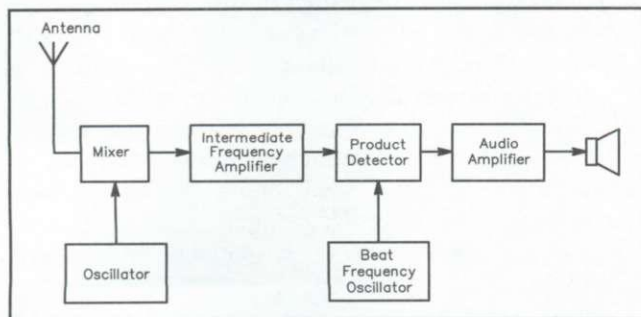 Antenna
Mixer
Intermediate
Frequency
Amplifier
Product
Detector
Audio
Amplifier
Oscillator
Beat
Frequency
Oscillator